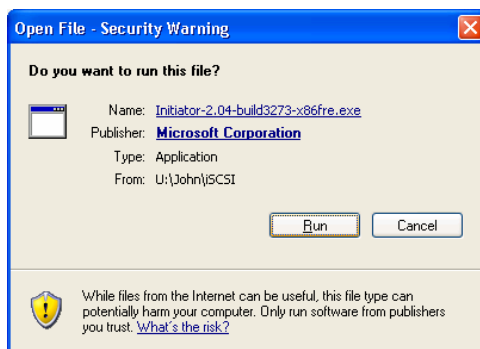 Open File - Security Warning
Do you want to run this file?
Name: Initiator-2.04-build3273-x86fre.exe
Publisher: Microsoft Corporation
Type: Application
From: U:\John\iSCSI
Run Cancel
While files from the Internet can be useful, this file type can
potentially harm your computer. Only run software from publishers
you trust. What's the risk?